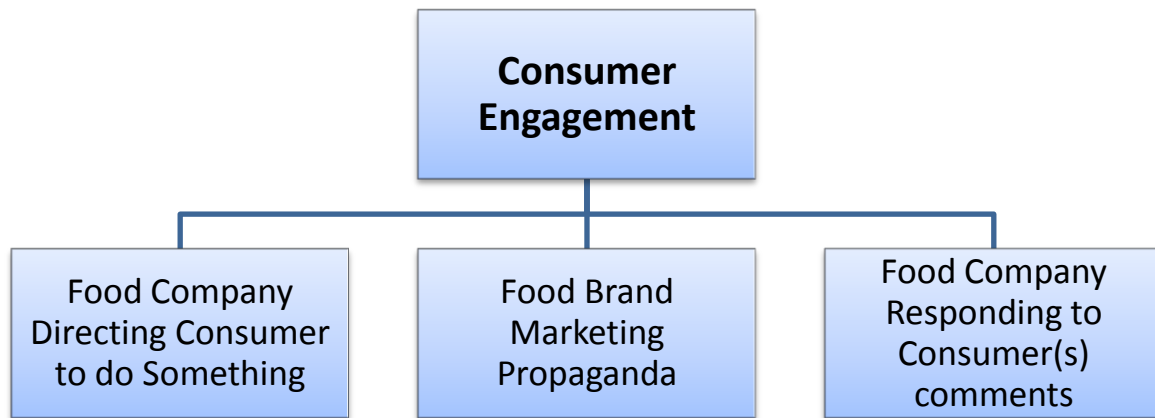 Consumer
Engagement
Food Company
Directing Consumer
to do Something
Food Brand
Marketing
Propaganda
Food Company
Responding to
Consumer(s)
comments